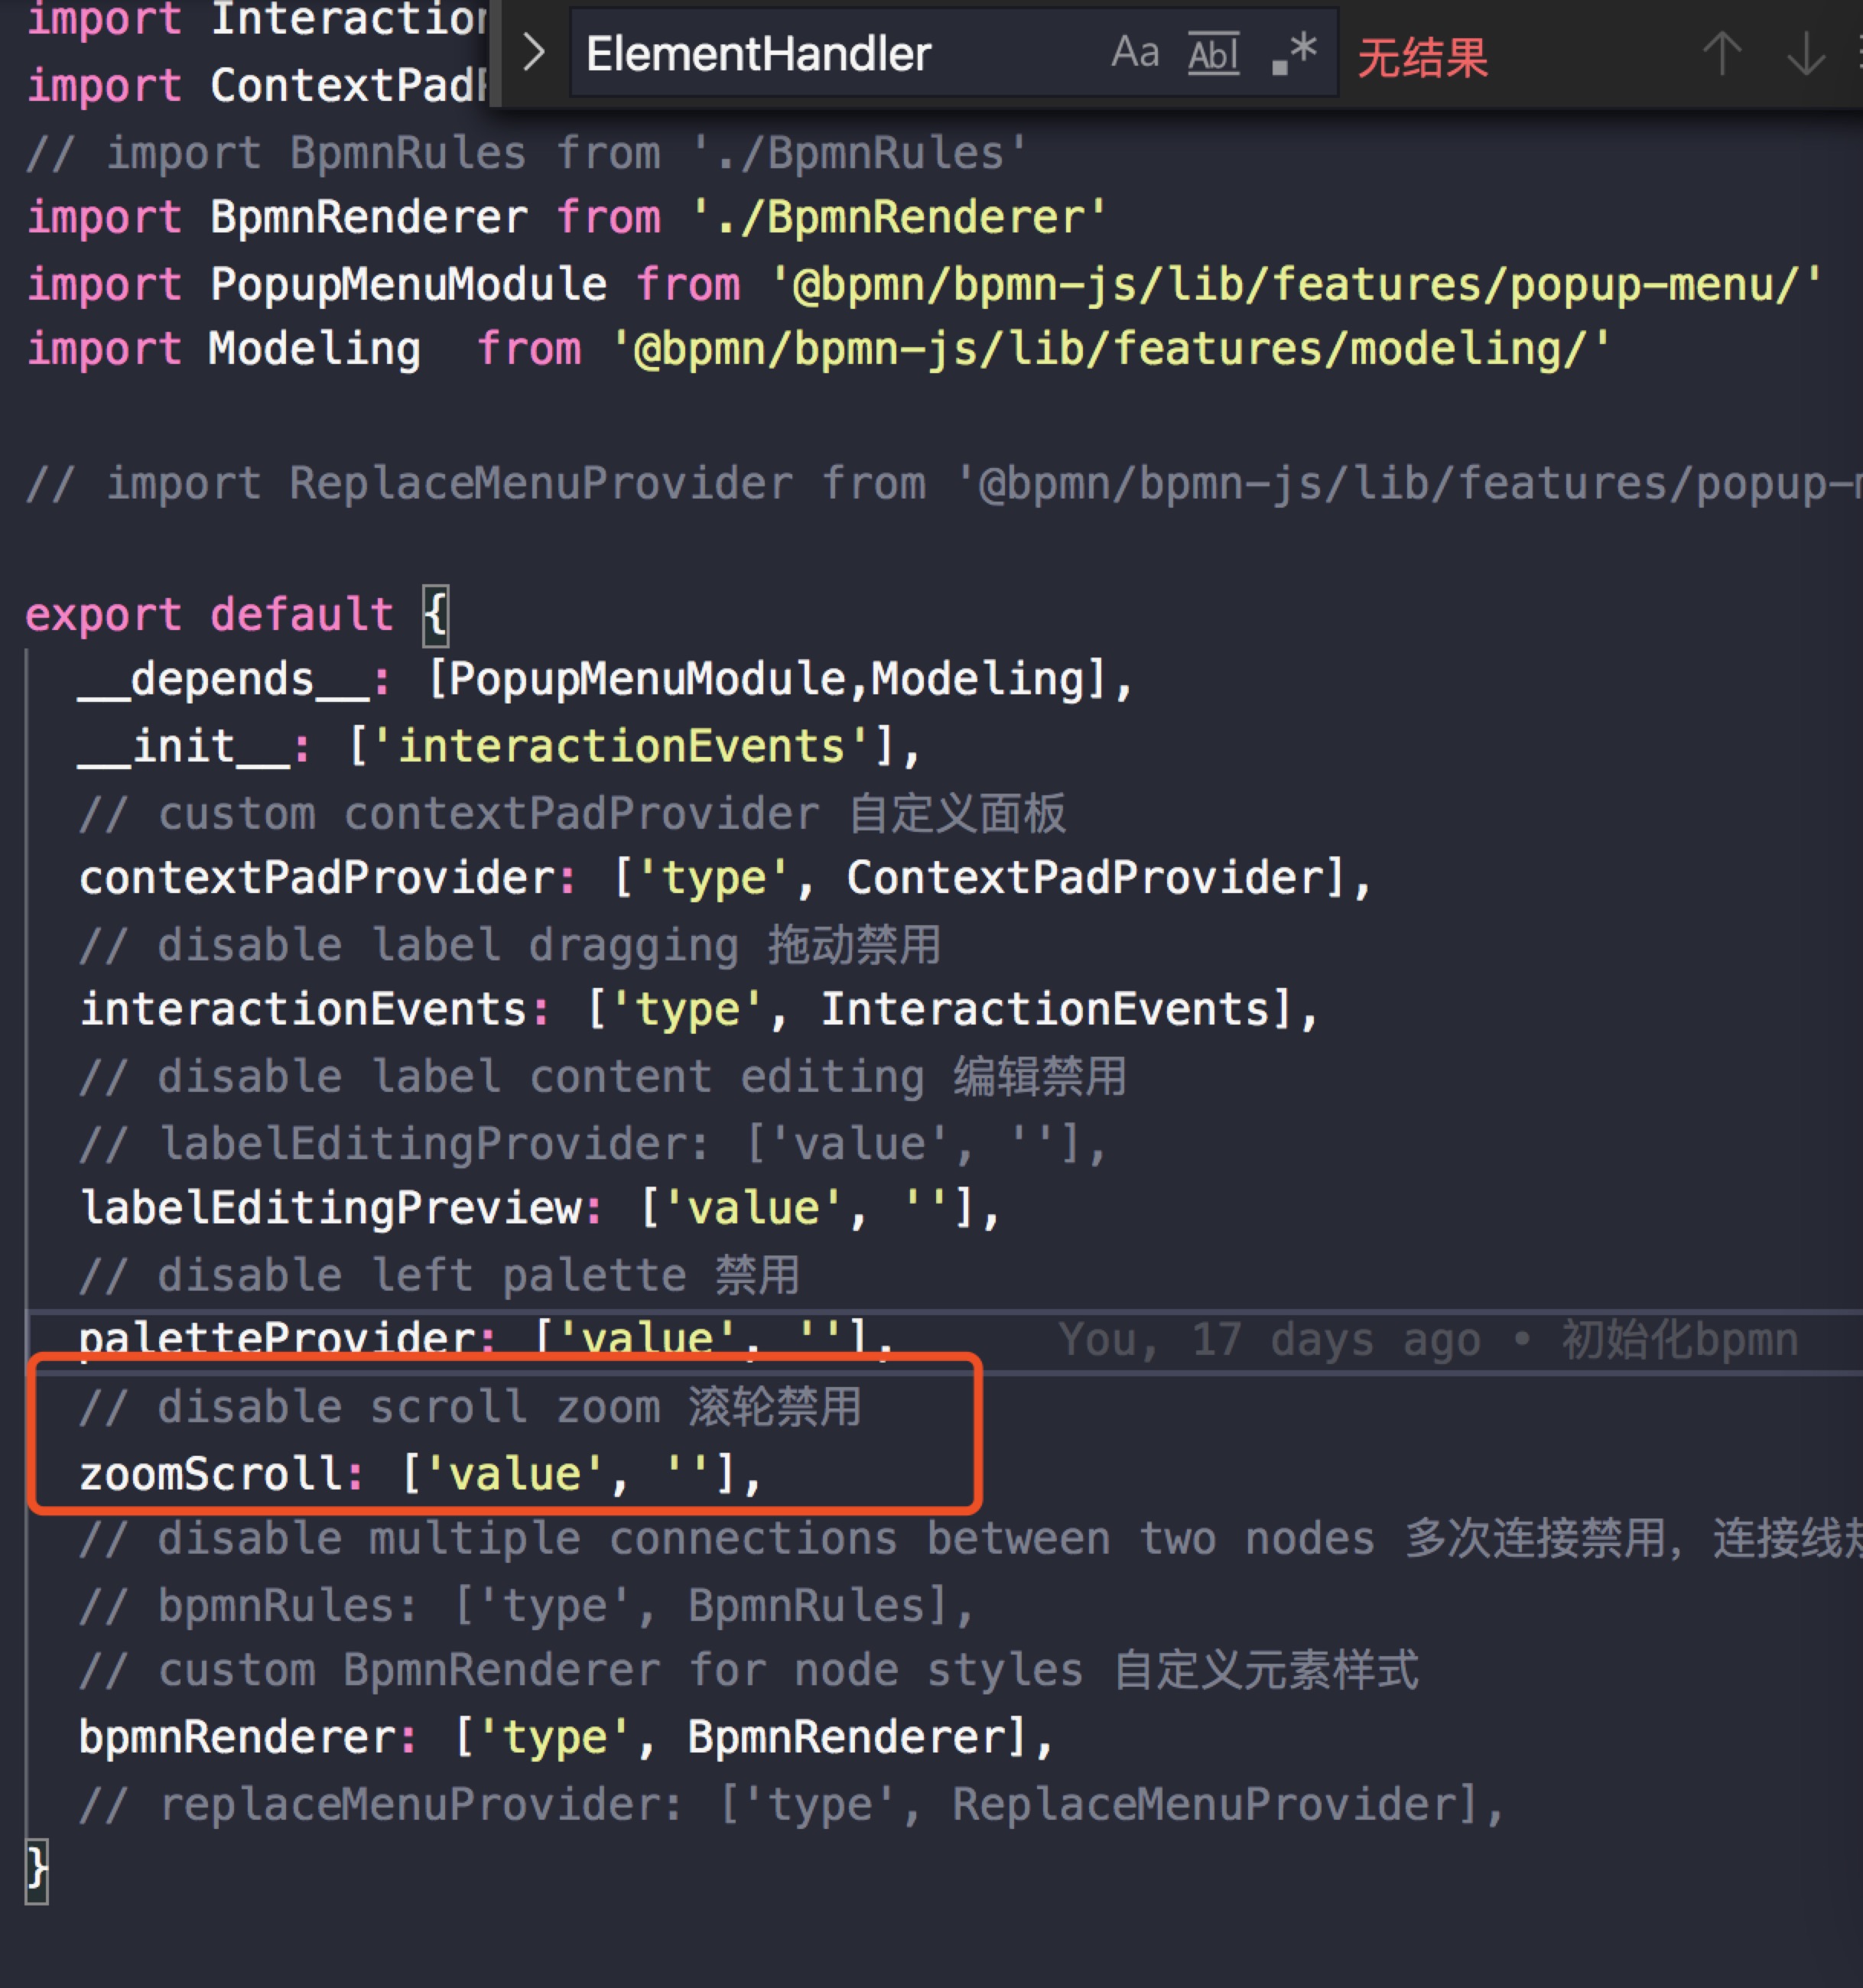 import Interaction
ElementHandler
Aa Abl .* 无结果
import ContextPad
// import BpmnRules from './BpmnRules'
import BpmnRenderer from './BpmnRenderer'
import PopupMenuModule from '@bpmn/bpmn-js/lib/features/popup-menu/'
import Modeling  from '@bpmn/bpmn-js/lib/features/modeling/'
// import ReplaceMenuProvider from '@bpmn/bpmn-js/lib/features/popup-
export default {
__depends__: [PopupMenuModule,Modeling],
__init__: ['interactionEvents'],
// custom contextPadProvider 自定义面板
contextPadProvider: ['type', ContextPadProvider],
// disable label dragging 拖动禁用
interactionEvents: ['type', InteractionEvents],
// disable label content editing 编辑禁用
// labelEditingProvider: ['value', ''],
labelEditingPreview: ['value', ''],
// disable left palette 禁用
paletteProvider: ['value', ''],    You, 17 days ago • 初始化bpmn
// disable scroll zoom 滚轮禁用
zoomScroll: ['value', ''],
// disable multiple connections between two nodes 多次连接禁用，连接线
// bpmnRules: ['type', BpmnRules],
// custom BpmnRenderer for node styles 自定义元素样式
bpmnRenderer: ['type', BpmnRenderer],
// replaceMenuProvider: ['type', ReplaceMenuProvider],
}